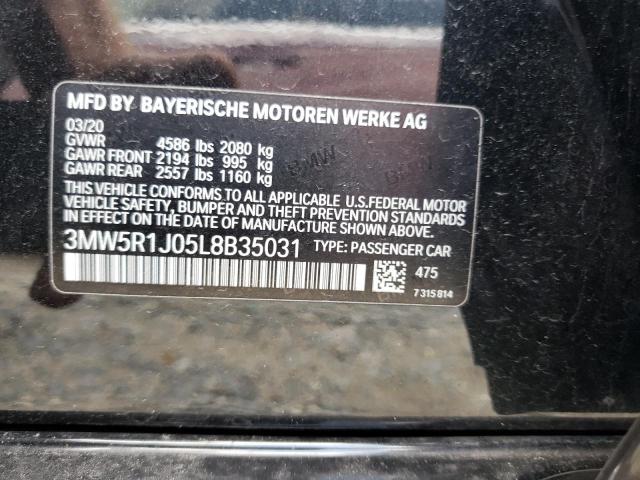 MFD BY BAYERISCHE MOTOREN WERKE AG
03/20
GVWR 4586 lbs 2080 kg
GAWR FRONT 2194 lbs 995 kg
GAWR REAR 2557 lbs 1160 kg
THIS VEHICLE CONFORMS TO ALL APPLICABLE U.S.FEDERAL MOTOR
VEHICLE SAFETY, BUMPER AND THEFT PREVENTION STANDARDS
IN EFFECT ON THE DATE OF MANUFACTURE SHOWN ABOVE.
3MW5R1J05L8B35031 TYPE: PASSENGER CAR
475
7315814